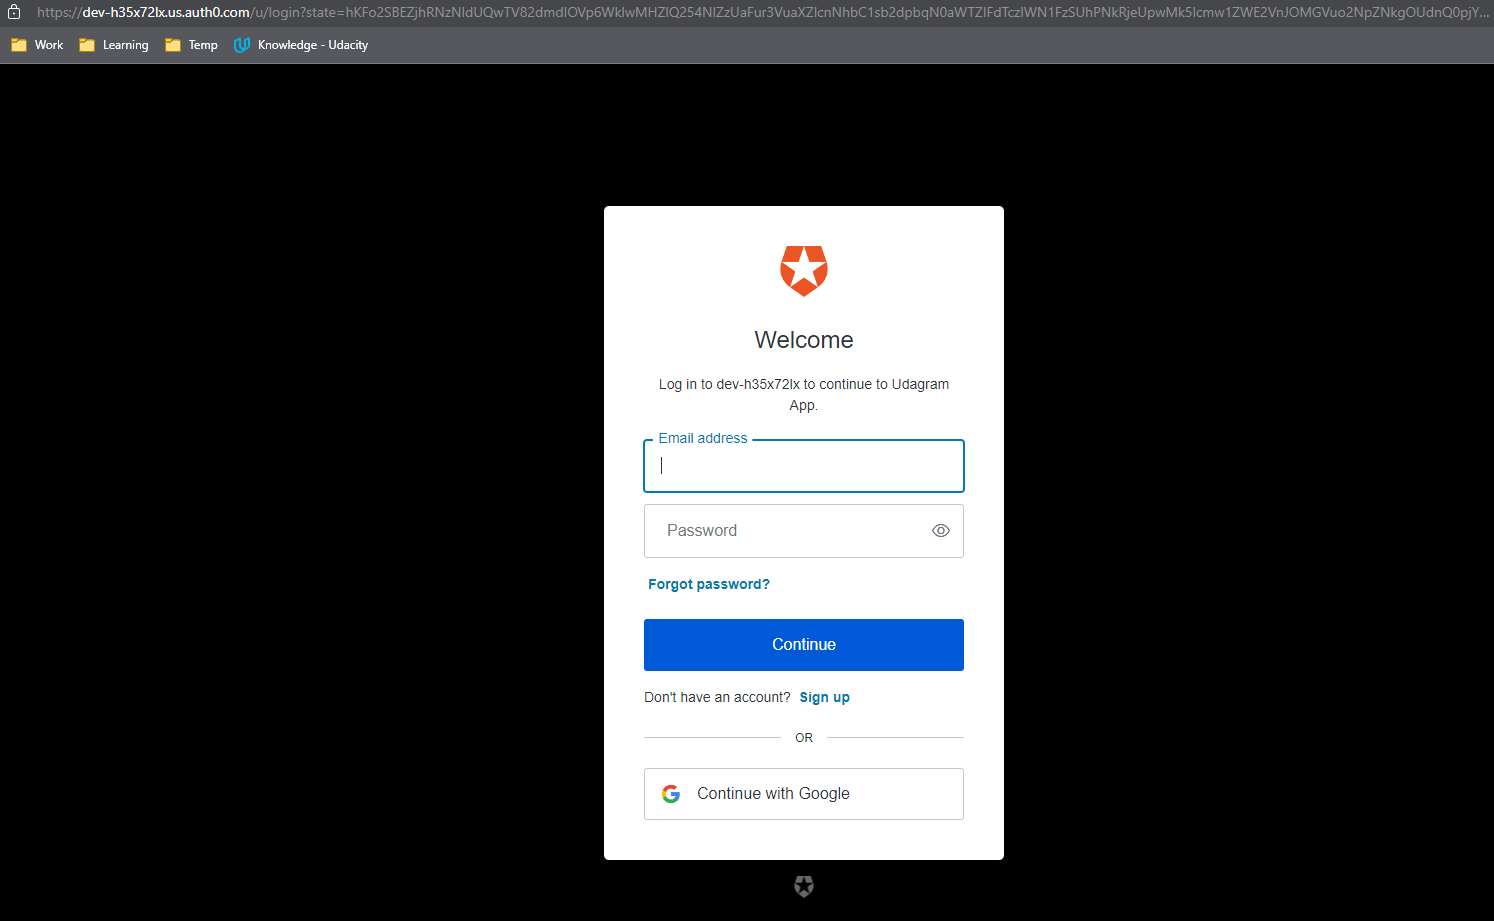 https://dev-h35x72lx.us.auth0.com/u/login?state=
Work Learning Temp Knowledge - Udacity
Welcome
Log in to dev-h35x72lx to continue to Udagram
App.
Email address
Password
Forgot password?
Continue
Don't have an account? Sign up
OR
Continue with Google